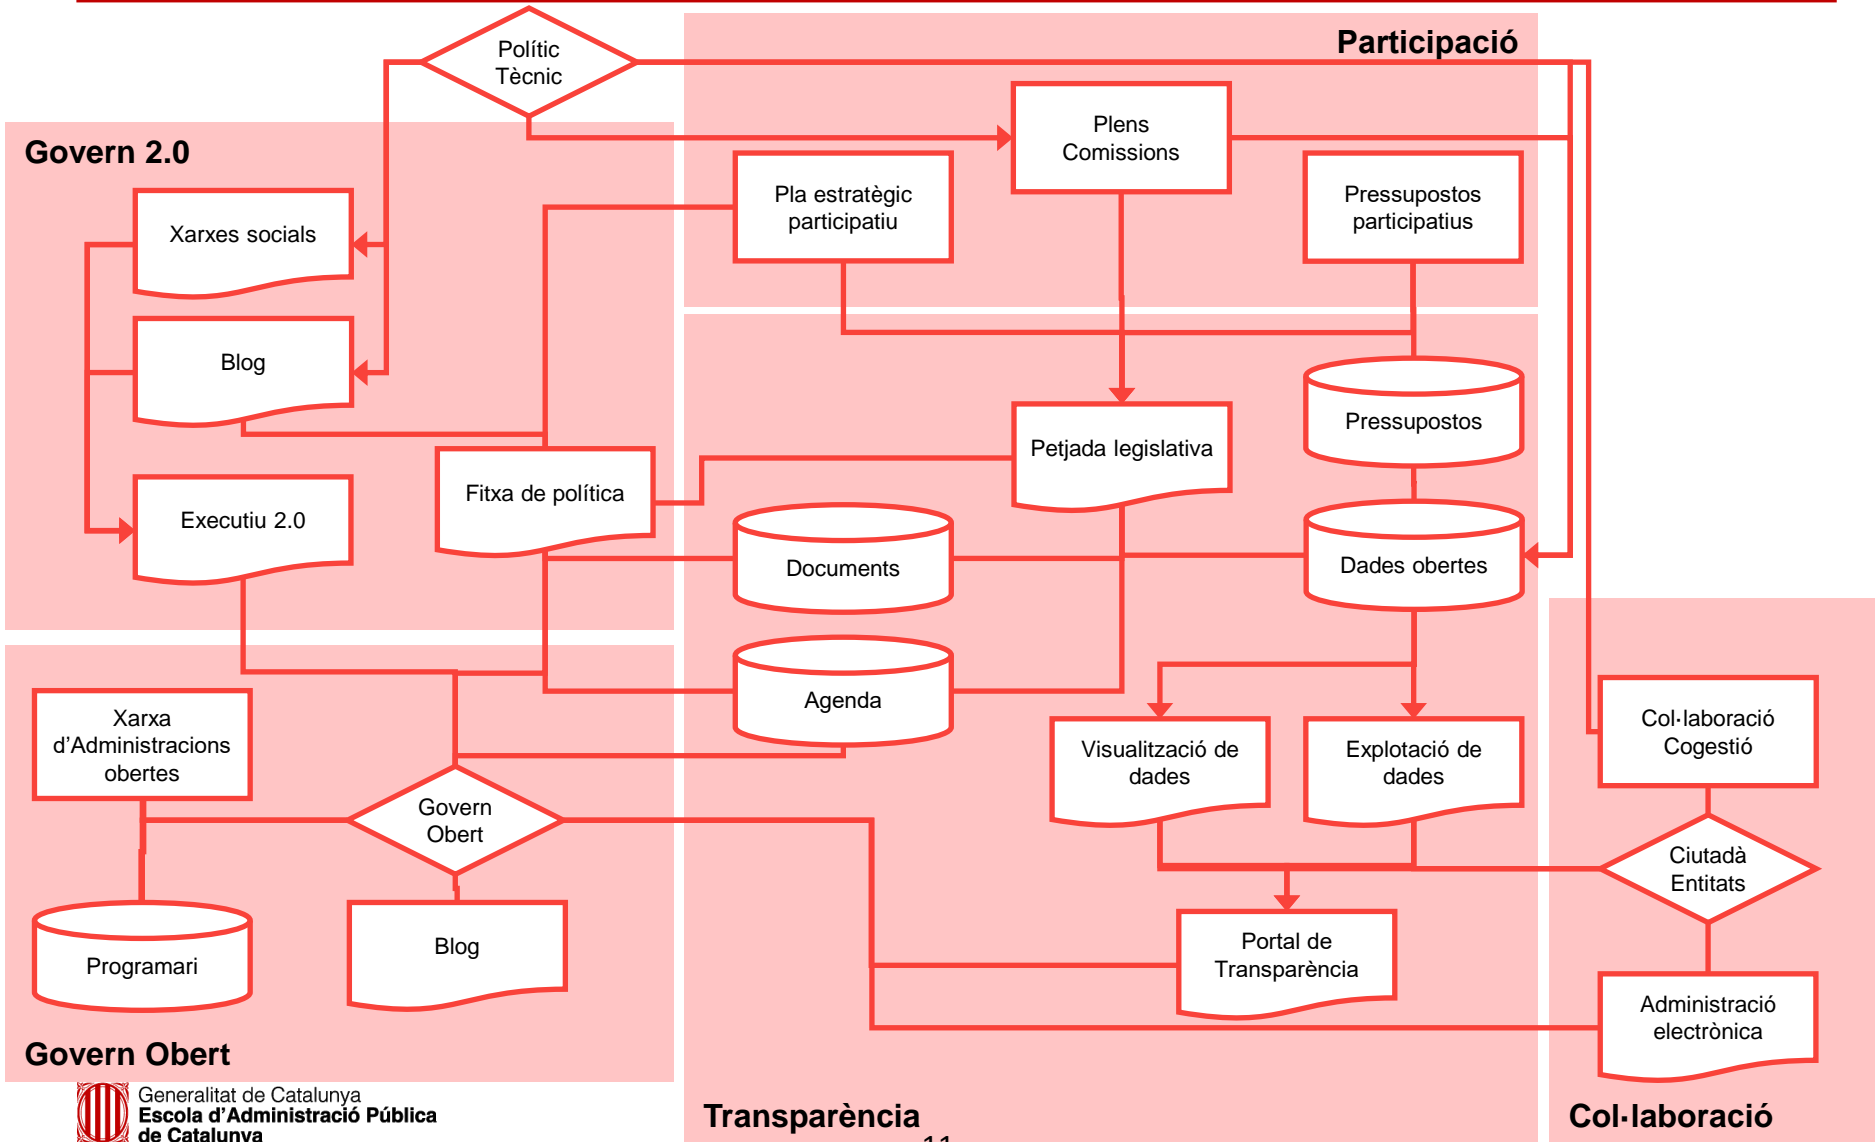 Polític
Tècnic
Participació
Plens
Comissions
Govern 2.0
Pla estratègic
participatiu
Pressupostos
participatius
Xarxes socials
Blog
Pressupostos
Petjada legislativa
Fitxa de política
Executiu 2.0
Documents
Dades obertes
Agenda
Xarxa
d’Administracions
obertes
Visualització de
dades
Explotació de
dades
Col·laboració
Cogestió
Govern
Obert
Ciutadà
Entitats
Programari
Blog
Portal de
Transparència
Administració
electrònica
Govern Obert
Generalitat de Catalunya
Escola d’Administració Pública
de Catalunya
Transparència
11
Col·laboració